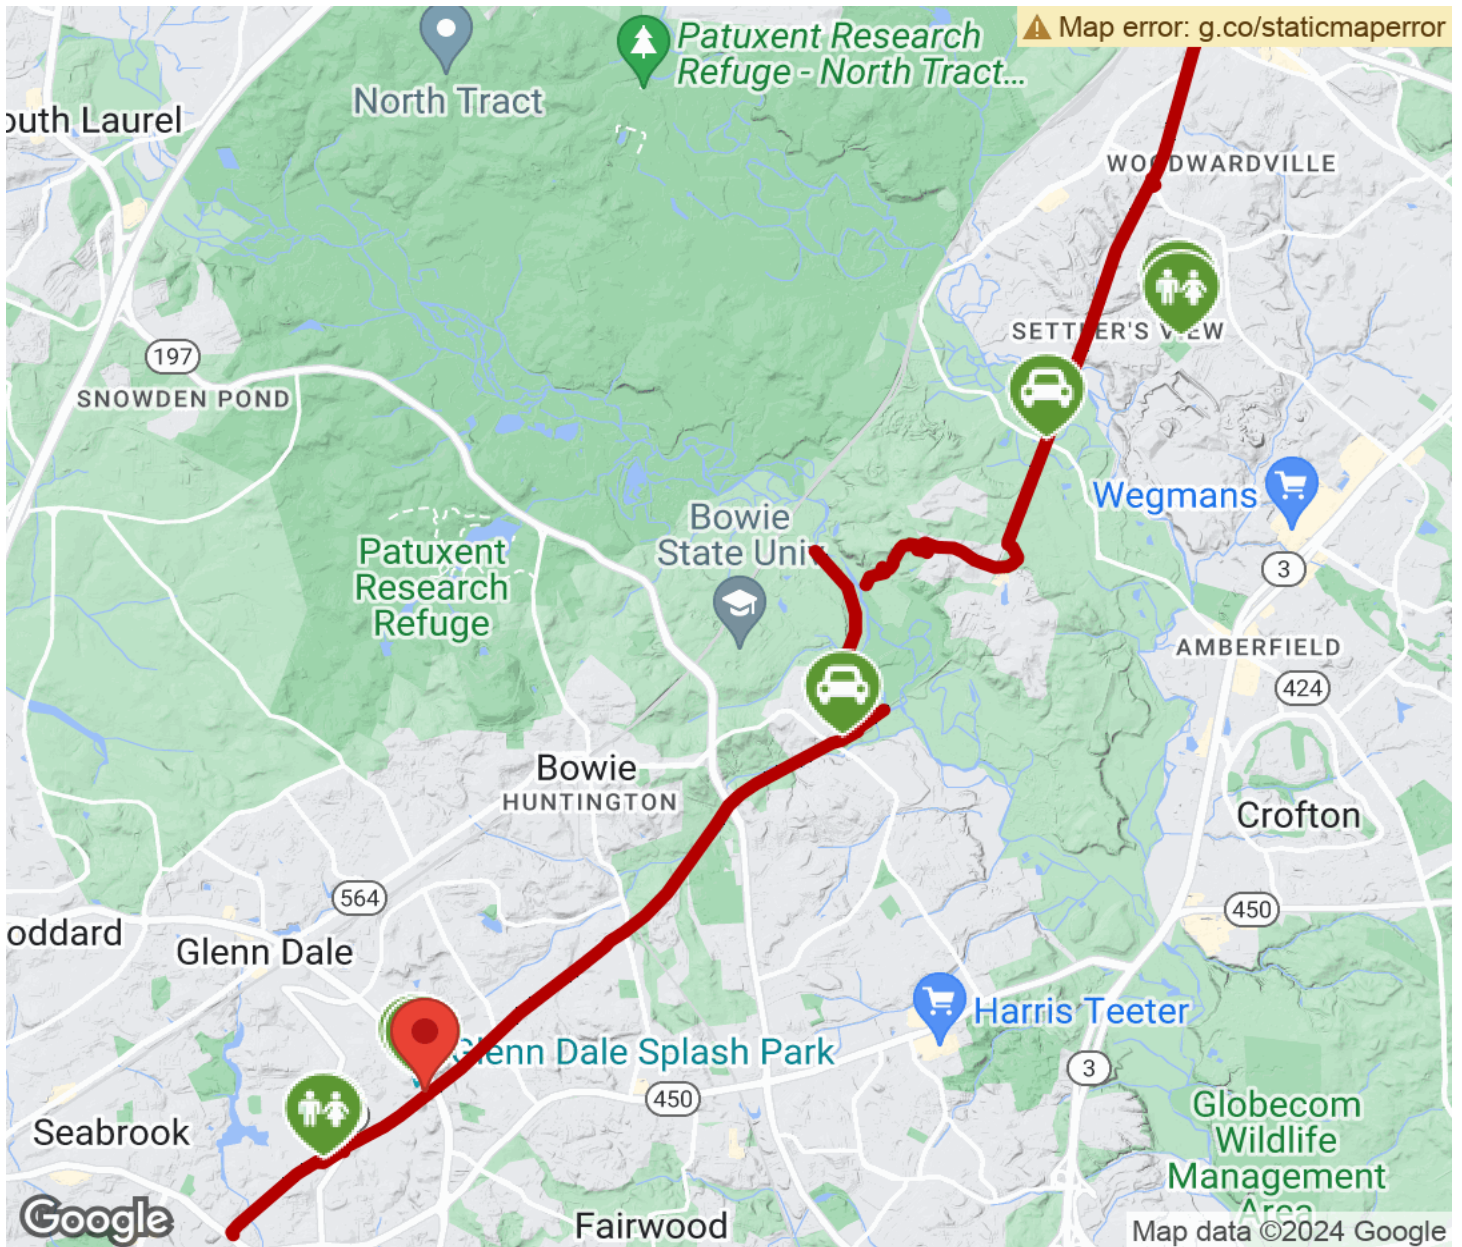 Map error: g.co/staticmaperror
Patuxent Research
Refuge - North Tract...
North Tract
outh Laurel
WOODWARDVILLE
SETTLER'S VIEW
197
SNOWDEN POND
Wegmans
Bowie
State Univ
3
Patuxent
Research
Refuge
AMBERFIELD
424
Bowie
HUNTINGTON
Crofton
564
450
oddard
Glenn Dale
Harris Teeter
Glenn Dale Splash Park
3
450
Globecom
Wildlife
Management
Area
Seabrook
Google
Fairwood
Map data ©2024 Google